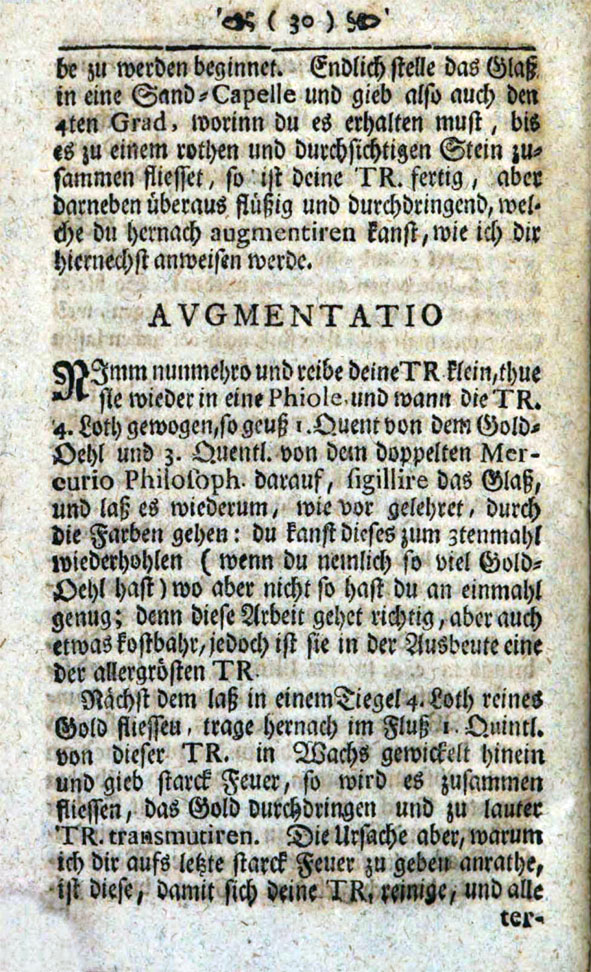 ( 30 )
be zu werden beginnet. Endlich stelle das Glaß
in eine Sand-Capelle und gieb also auch den
4ten Grad, worinn du es erhalten must, bis
es zu einem rothen und durchsichtigen Stein zu-
sammen fliesset, so ist deine TR. fertig, aber
darneben überaus flüßig und durchdringend, wel-
che du hernach augmentiren kanst, wie ich dir
hiernechst anweisen werde.
AVGMENTATIO
NImm nunmehro und reibe deine TR klein, thue
sie wieder in eine Phiole, und wann die TR.
4. Loth gewogen, so geuß 1. Quent von dem Gold-
Oehl und 3. Quentl. von dem doppelten Mer-
curio Philosoph. darauf, sigillire das Glaß,
und laß es wiederum, wie vor gelehret, durch
die Farben gehen: du kanst dieses zum 3tenmahl
wiederhohlen (wenn du nemlich so viel Gold-
Oehl hast) wo aber nicht so hast du an einmahl
genug; denn diese Arbeit gehet richtig, aber auch
etwas kostbahr, jedoch ist sie in der Ausbeute eine
der allergrösten TR.
Nächst dem laß in einem Tiegel 4. Loth reines
Gold fliessen, trage hernach im Fluß 1. Quintl.
von dieser TR. in Wachs gewickelt hinein
und gieb starck Feuer, so wird es zusammen
fliessen, das Gold durchdringen und zu lauter
TR. transmutiren. Die Ursache aber, warum
ich dir aufs letzte starck Feuer zu geben anrathe,
ist diese, damit sich deine TR. reinige, und alle
ter-